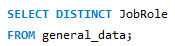 SELECT DISTINCT JobRole
FROM general_data;